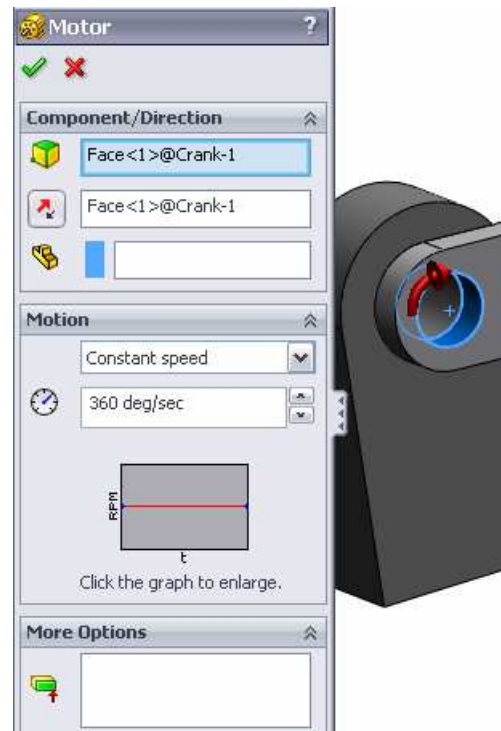 Motor ?
Component/Direction
Face<1>@Crank-1
Face<1>@Crank-1
Motion
Constant speed
360 deg/sec
RPM
t
Click the graph to enlarge.
More Options